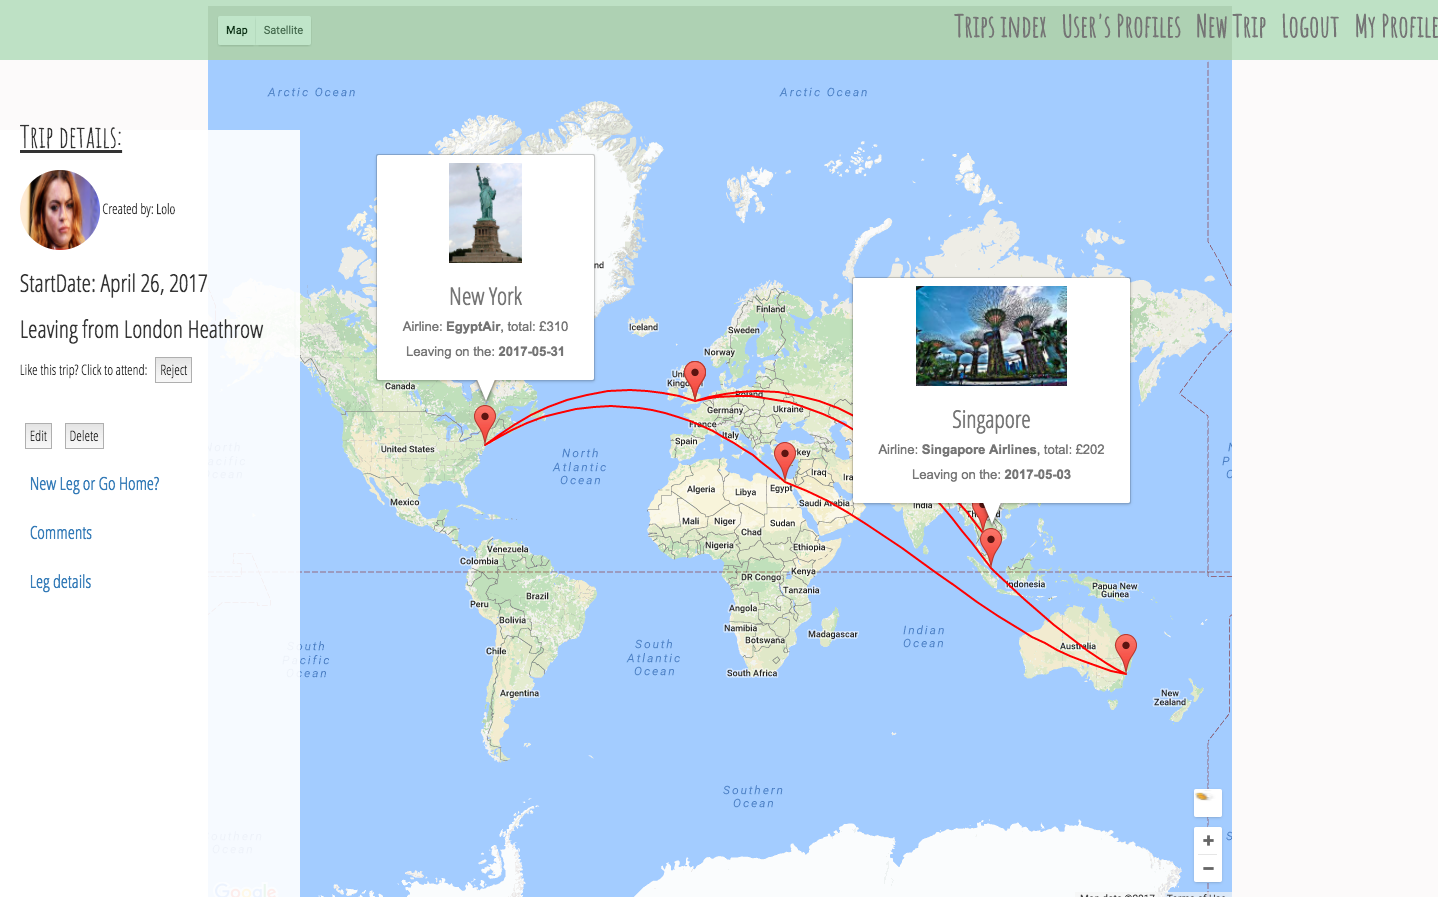 Map Satellite
Trips index User's Profiles New Trip Logout My Profile
Trip details:
Created by: Lolo
StartDate: April 26, 2017
Leaving from London Heathrow
Like this trip? Click to attend: Reject
Edit Delete
New Leg or Go Home?
Comments
Leg details
Arctic Ocean
Arctic Ocean
New York
Airline: EgyptAir, total: £310
Leaving on the: 2017-05-31
Singapore
Airline: Singapore Airlines, total: £202
Leaving on the: 2017-05-03
Iceland
Finland
Sweden
Norway
Poland
Germany
Ukraine
France
Italy
Spain
Canada
United States
Mexico
North
Atlantic
Ocean
Algeria
Libya
Egypt
Saudi Arabia
Iraq
India
Mali
Niger
Chad
Sudan
Nigeria
Ethiopia
Kenya
DR Congo
Tanzania
Angola
Namibia
Botswana
Madagascar
South Africa
Venezuela
Colombia
Brazil
Peru
Bolivia
Chile
Argentina
South
Atlantic
Ocean
Indian
Ocean
Indonesia
Papua New
Guinea
Australia
New
Zealand
South
Pacific
Ocean
Southern
Ocean
Google
+
−
Map data ©2017 Terms of Use